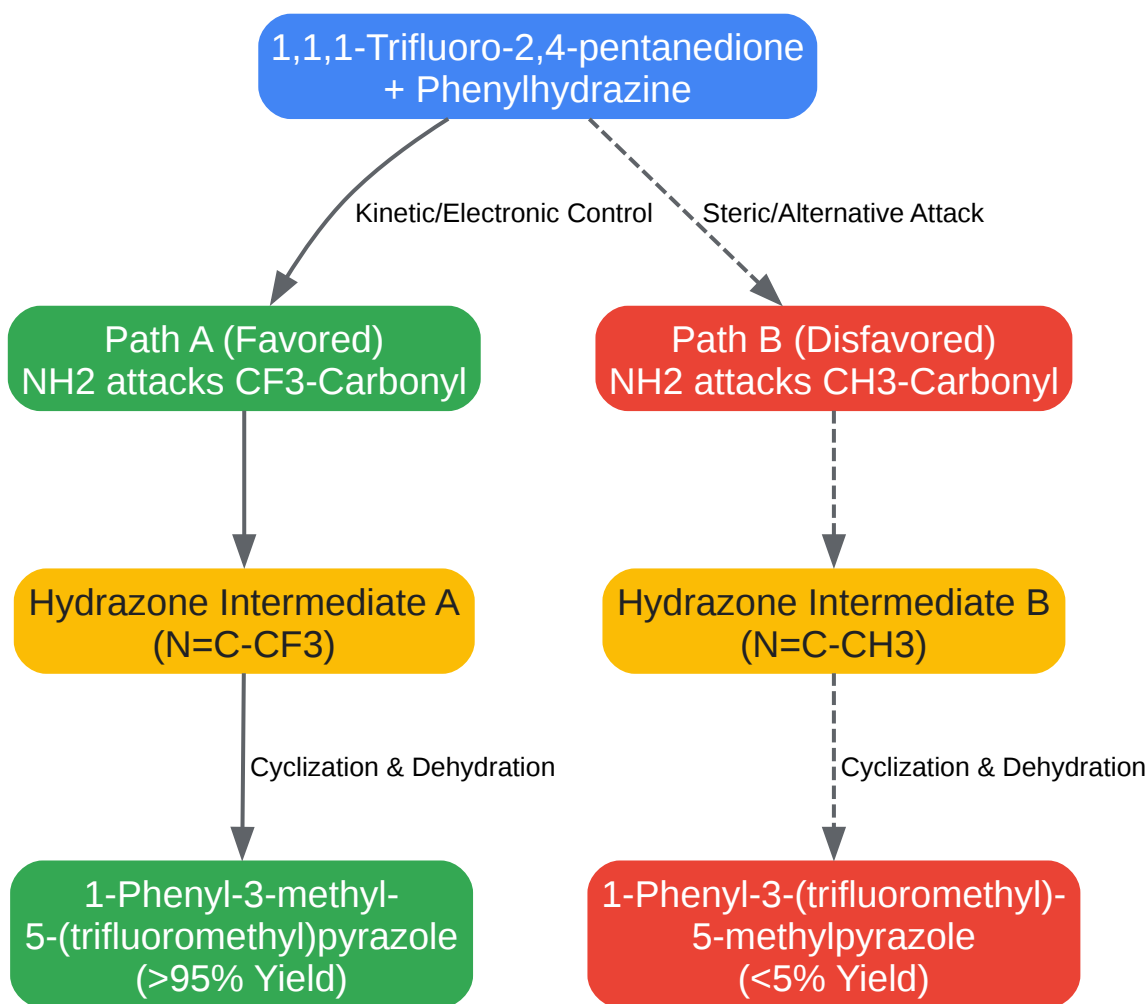 1,1,1-Trifluoro-2,4-pentanedione
+ Phenylhydrazine
Kinetic/Electronic Control
Steric/Alternative Attack
Path A (Favored)
NH2 attacks CF3-Carbonyl
Path B (Disfavored)
NH2 attacks CH3-Carbonyl
Hydrazone Intermediate A
(N=C-CF3)
Hydrazone Intermediate B
(N=C-CH3)
Cyclization & Dehydration
Cyclization & Dehydration
1-Phenyl-3-methyl-
5-(trifluoromethyl)pyrazole
(>95% Yield)
1-Phenyl-3-(trifluoromethyl)-
5-methylpyrazole
(<5% Yield)